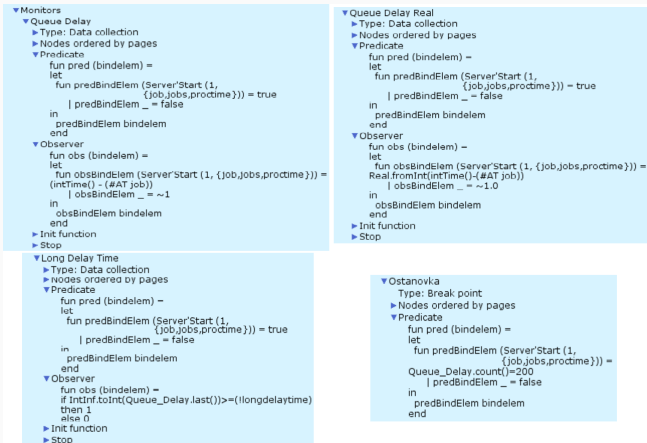 Monitors
Queue Delay
Type: Data collection
Nodes ordered by pages
Predicate
fun pred (bindelem) =
let
fun predBindElem (Server'Start (1,
{job,jobs,proctime})) = true
| predBindElem _ = false
in
predBindElem bindelem
end
Observer
fun obs (bindelem) =
let
fun obsBindElem (Server'Start (1, {job,jobs,proctime})) =
(intTime() - (#AT job))
| obsBindElem _ = ~1
in
obsBindElem bindelem
end
Init function
Stop
Queue Delay Real
Type: Data collection
Nodes ordered by pages
Predicate
fun pred (bindelem) =
let
fun predBindElem (Server'Start (1,
{job,jobs,proctime})) = true
| predBindElem _ = false
in
predBindElem bindelem
end
Observer
fun obs (bindelem) =
let
fun obsBindElem (Server'Start (1, {job,jobs,proctime})) =
Real.fromInt(intTime()-(#AT job))
| obsBindElem _ = ~1.0
in
obsBindElem bindelem
end
Init function
Stop
Long Delay Time
Type: Data collection
Nodes ordered by pages
Predicate
fun pred (bindelem) =
let
fun predBindElem (Server'Start (1,
{job,jobs,proctime})) = true
| predBindElem _ = false
in
predBindElem bindelem
end
Observer
fun obs (bindelem) =
if IntInf.toInt(Queue_Delay.last())>=(!longdelaytime)
then 1
else 0
Init function
Stop
Ostanovka
Type: Break point
Nodes ordered by pages
Predicate
fun pred (bindelem) =
let
fun predBindElem (Server'Start (1,
{job,jobs,proctime})) =
Queue_Delay.count()=200
| predBindElem _ = false
in
predBindElem bindelem
end